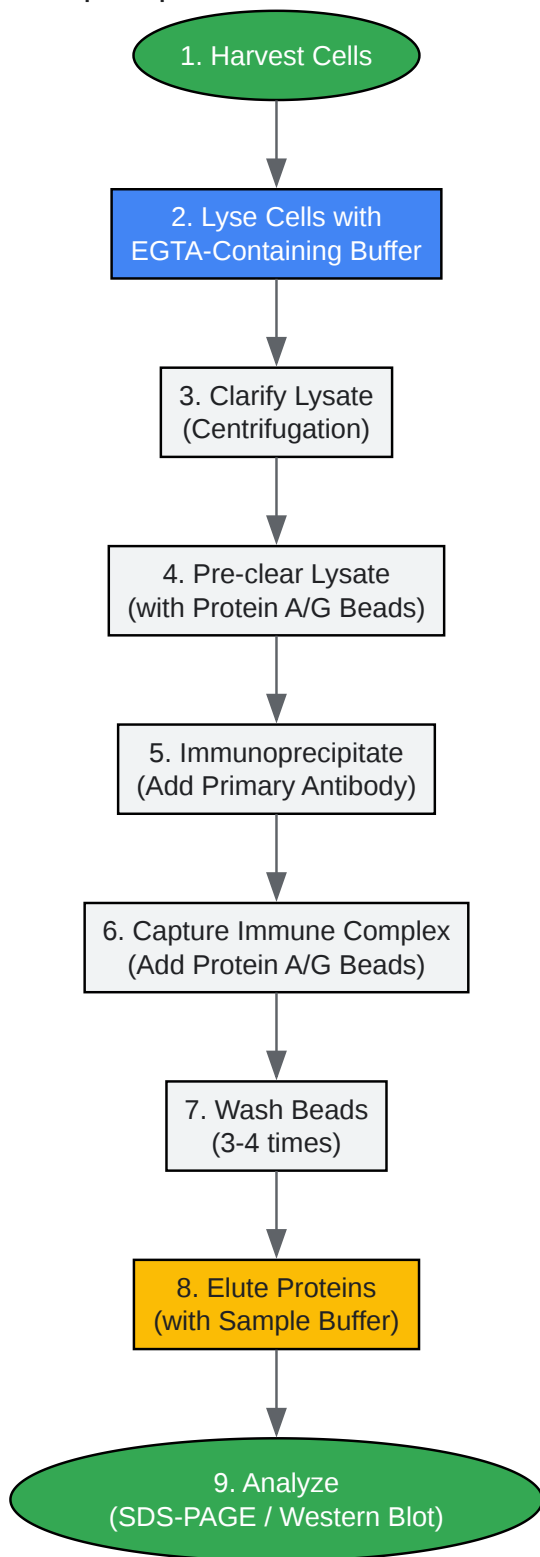 1. Harvest Cells
2. Lyse Cells with
EGTA-Containing Buffer
3. Clarify Lysate
(Centrifugation)
4. Pre-clear Lysate
(with Protein A/G Beads)
5. Immunoprecipitate
(Add Primary Antibody)
6. Capture Immune Complex
(Add Protein A/G Beads)
7. Wash Beads
(3-4 times)
8. Elute Proteins
(with Sample Buffer)
9. Analyze
(SDS-PAGE / Western Blot)